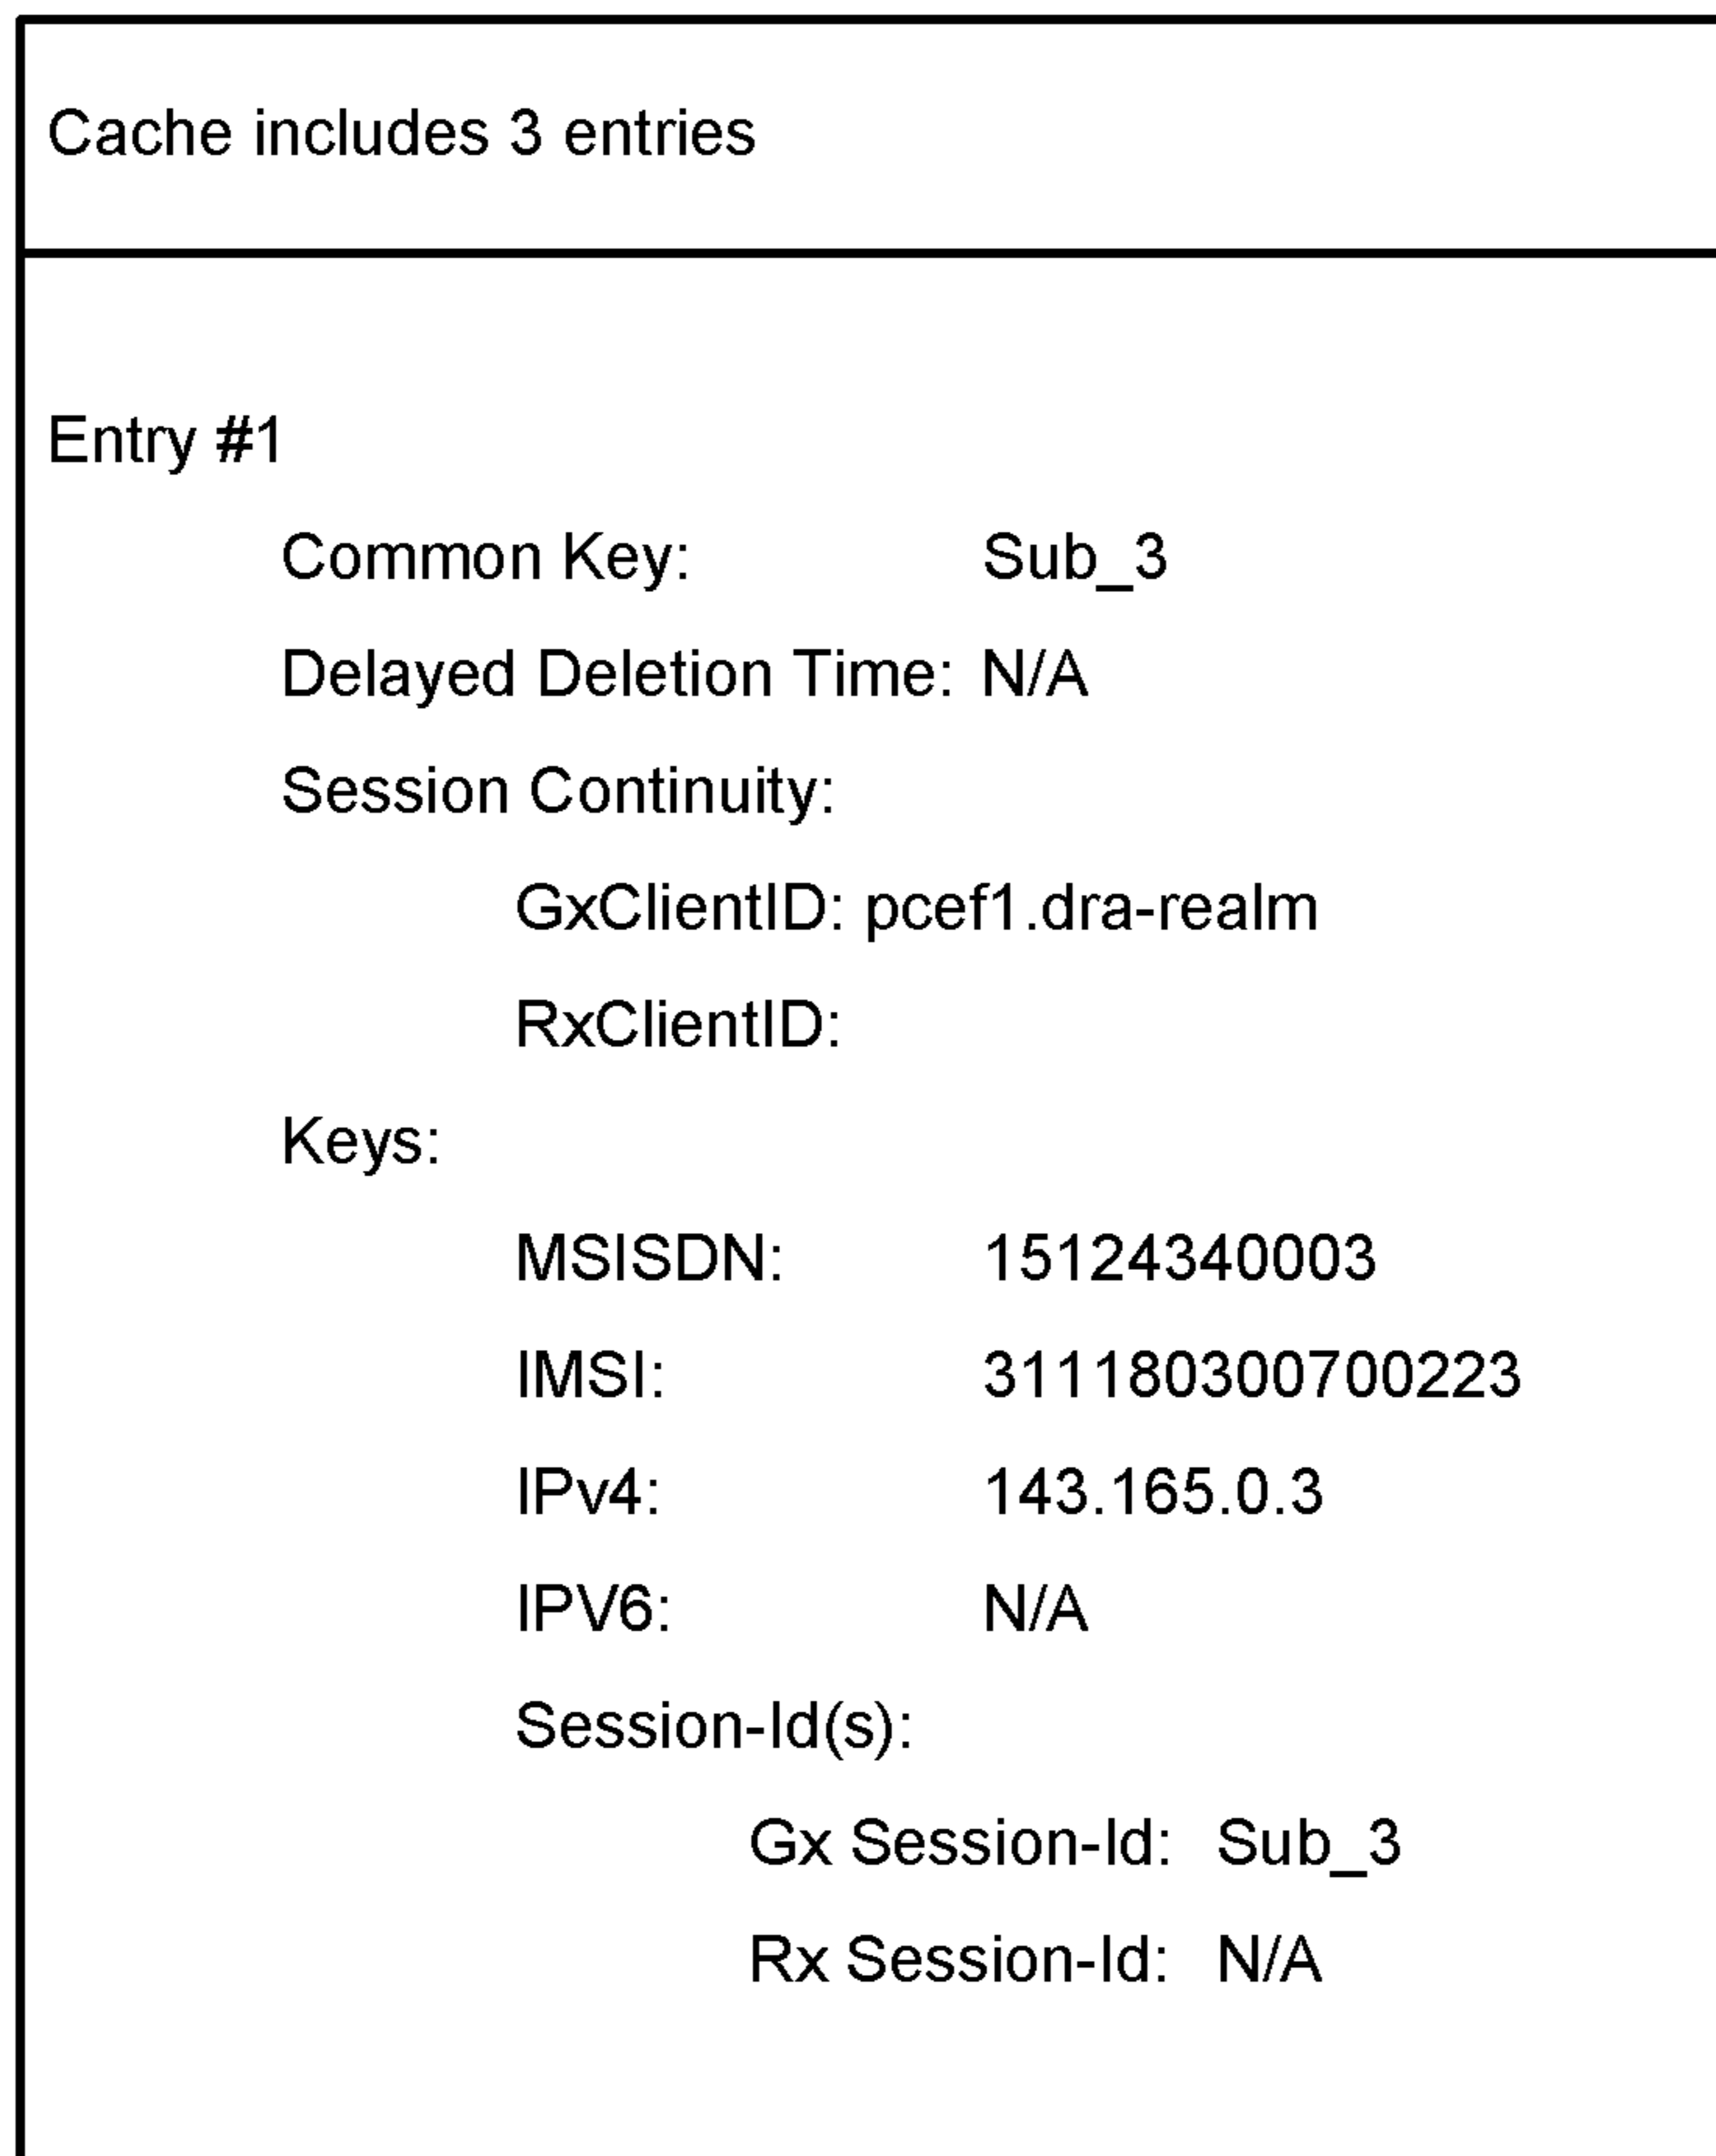 Cache includes 3 entries
Entry #1
Common Key: Sub_3
Delayed Deletion Time: N/A
Session Continuity:
GxClientID: pcef1.dra-realm
RxClientID:
Keys:
MSISDN: 15124340003
IMSI: 311180300700223
IPv4: 143.165.0.3
IPV6: N/A
Session-Id(s):
Gx Session-Id: Sub_3
Rx Session-Id: N/A